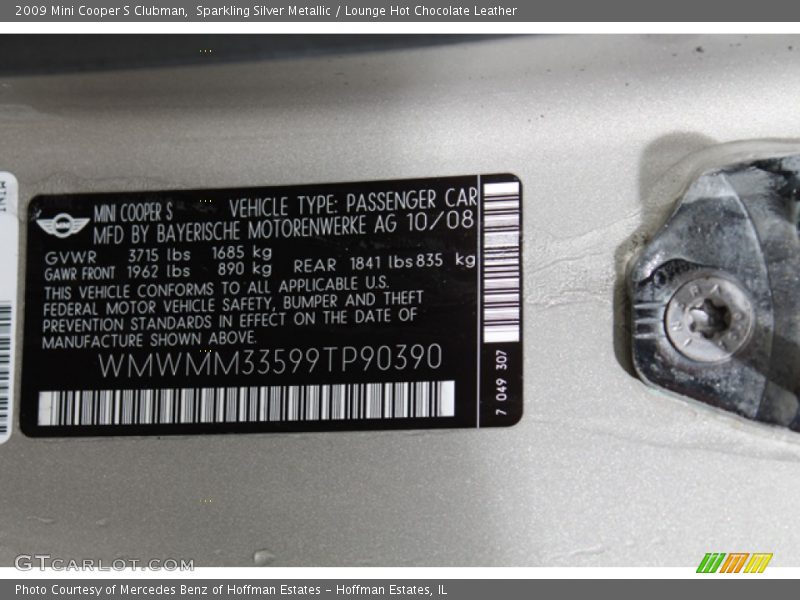 2009 Mini Cooper S Clubman, Sparkling Silver Metallic / Lounge Hot Chocolate Leather
MINI
MINI
MINI COOPER S VEHICLE TYPE: PASSENGER CAR
MFD BY BAYERISCHE MOTORENWERKE AG 10/08
GVWR 3715 lbs 1685 kg
GAWR FRONT 1962 lbs 890 kg REAR 1841 lbs 835 kg
THIS VEHICLE CONFORMS TO ALL APPLICABLE U.S.
FEDERAL MOTOR VEHICLE SAFETY, BUMPER AND THEFT
PREVENTION STANDARDS IN EFFECT ON THE DATE OF
MANUFACTURE SHOWN ABOVE.
WMWMM33599TP90390
7 049 307
GTCARLOT.COM
Photo Courtesy of Mercedes Benz of Hoffman Estates - Hoffman Estates, IL